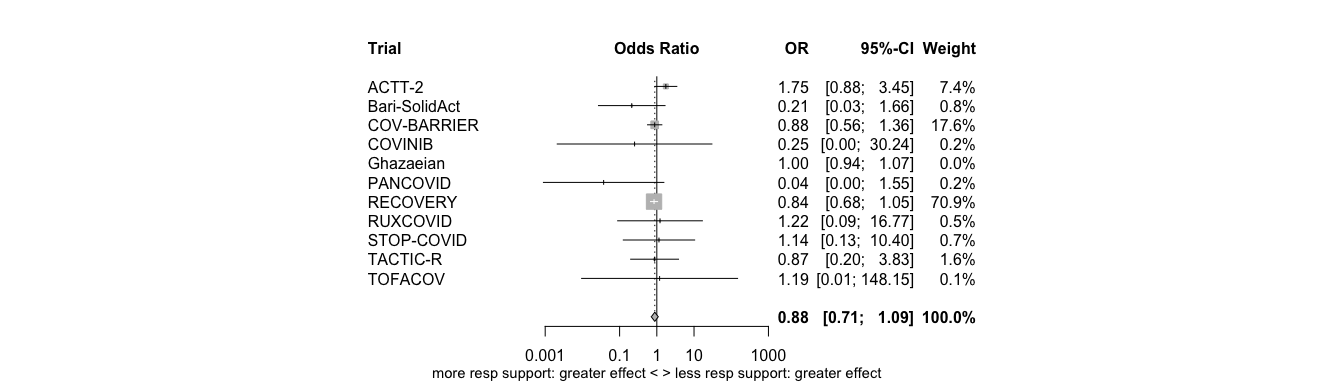 Trial Odds Ratio OR 95%-CI Weight
ACTT-2 1.75 [0.88; 3.45] 7.4%
Bari-SolidAct 0.21 [0.03; 1.66] 0.8%
COV-BARRIER 0.88 [0.56; 1.36] 17.6%
COVINIB 0.25 [0.00; 30.24] 0.2%
Ghazaeian 1.00 [0.94; 1.07] 0.0%
PANCOVID 0.04 [0.00; 1.55] 0.2%
RECOVERY 0.84 [0.68; 1.05] 70.9%
RUXCOVID 1.22 [0.09; 16.77] 0.5%
STOP-COVID 1.14 [0.13; 10.40] 0.7%
TACTIC-R 0.87 [0.20; 3.83] 1.6%
TOFACOV 1.19 [0.01; 148.15] 0.1%
0.88 [0.71; 1.09] 100.0%
0.001 0.1 1 10 1000
more resp support: greater effect < > less resp support: greater effect